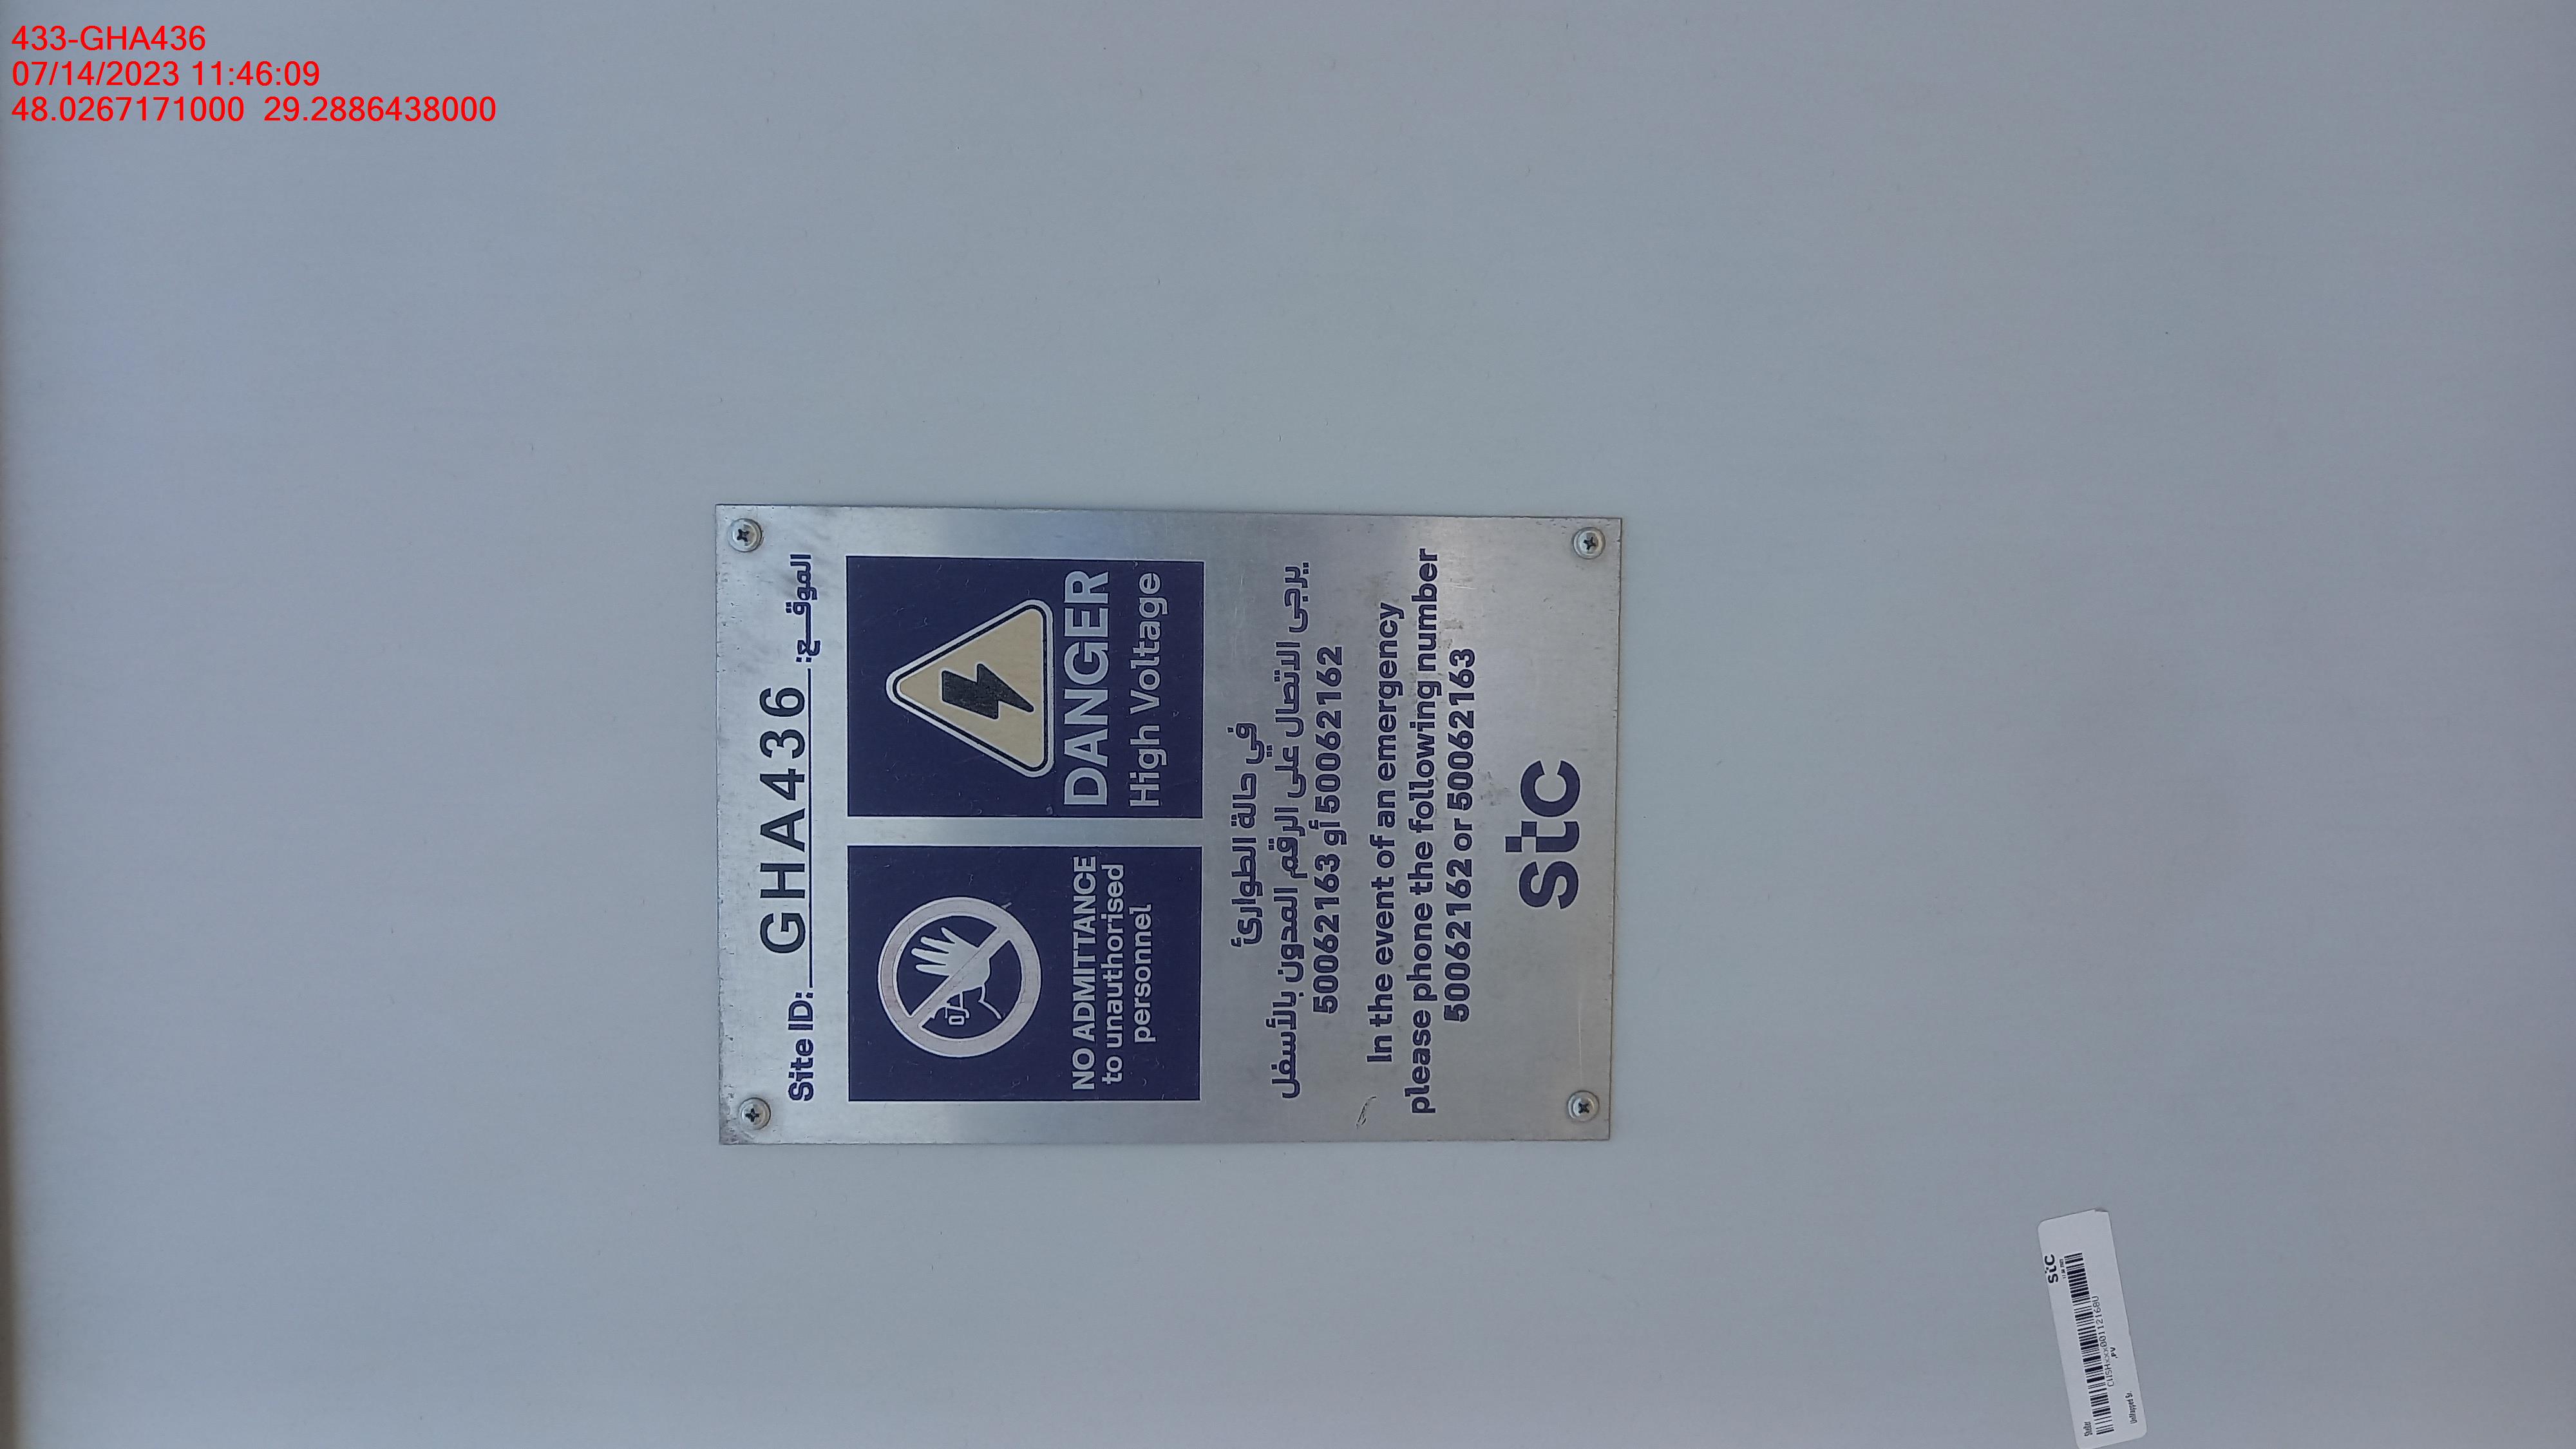 433-GHA436
07/14/2023 11:46:09
48.0267171000 29.2886438000
Site ID: GHA436 الموقـع:
NO ADMITTANCE
to unauthorised
personnel
DANGER
High Voltage
في حالة الطوارئ
يرجى الاتصال على الرقم المدون بالأسفل
50062163 أو 50062162
In the event of an emergency
please phone the following number
50062162 or 50062163
stc
stc
Shelter